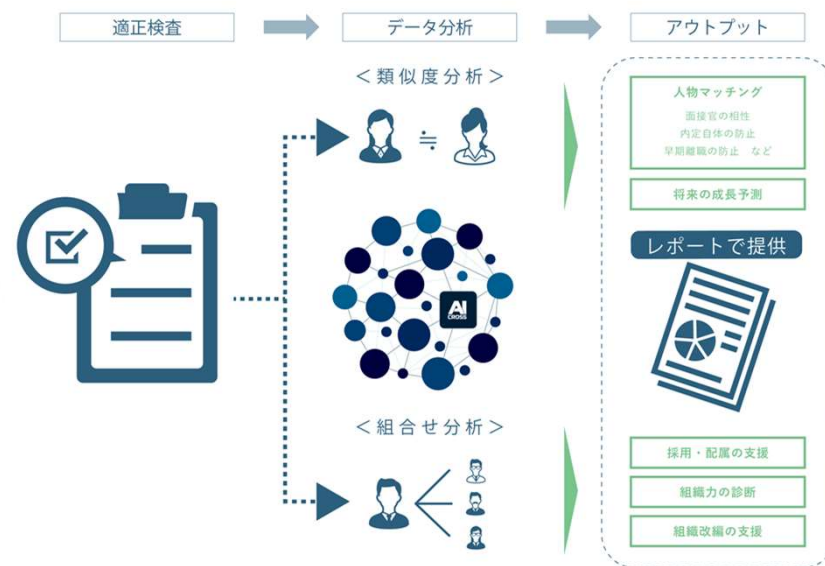 適正検査
データ分析
アウトプット
＜類似度分析＞
≒
人物マッチング
面接官の相性
内定自体の防止
早期離職の防止　など
将来の成長予測
レポートで提供
AI
CROSS
＜組合せ分析＞
採用・配属の支援
組織力の診断
組織改編の支援